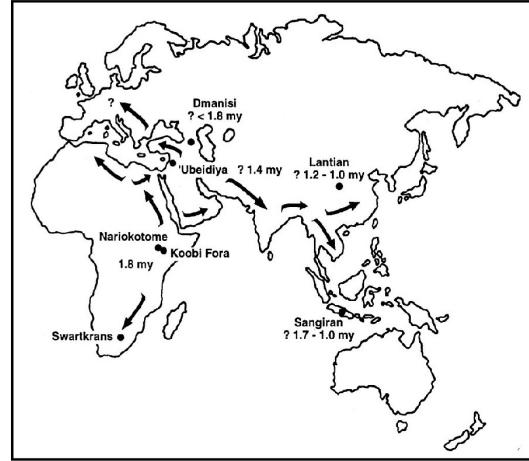 Dmanisi
? < 1.8 my
?
'Ubeidiya
? 1.4 my
Lantian
? 1.2 - 1.0 my
Nariokotome
Koobi Fora
1.8 my
Swartkrans
Sangiran
? 1.7 - 1.0 my